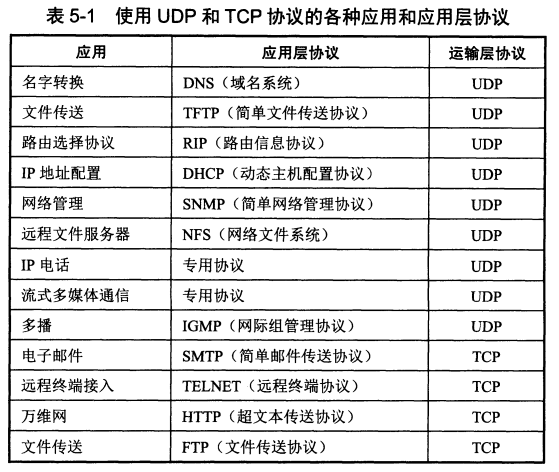 表 5-1 使用 UDP 和 TCP 协议的各种应用和应用层协议
应用 应用层协议 运输层协议
名字转换 DNS（域名系统） UDP
文件传送 TFTP（简单文件传送协议） UDP
路由选择协议 RIP（路由信息协议） UDP
IP 地址配置 DHCP（动态主机配置协议） UDP
网络管理 SNMP（简单网络管理协议） UDP
远程文件服务器 NFS（网络文件系统） UDP
IP 电话 专用协议 UDP
流式多媒体通信 专用协议 UDP
多播 IGMP（网际组管理协议） UDP
电子邮件 SMTP（简单邮件传送协议） TCP
远程终端接入 TELNET（远程终端协议） TCP
万维网 HTTP（超文本传送协议） TCP
文件传送 FTP（文件传送协议） TCP